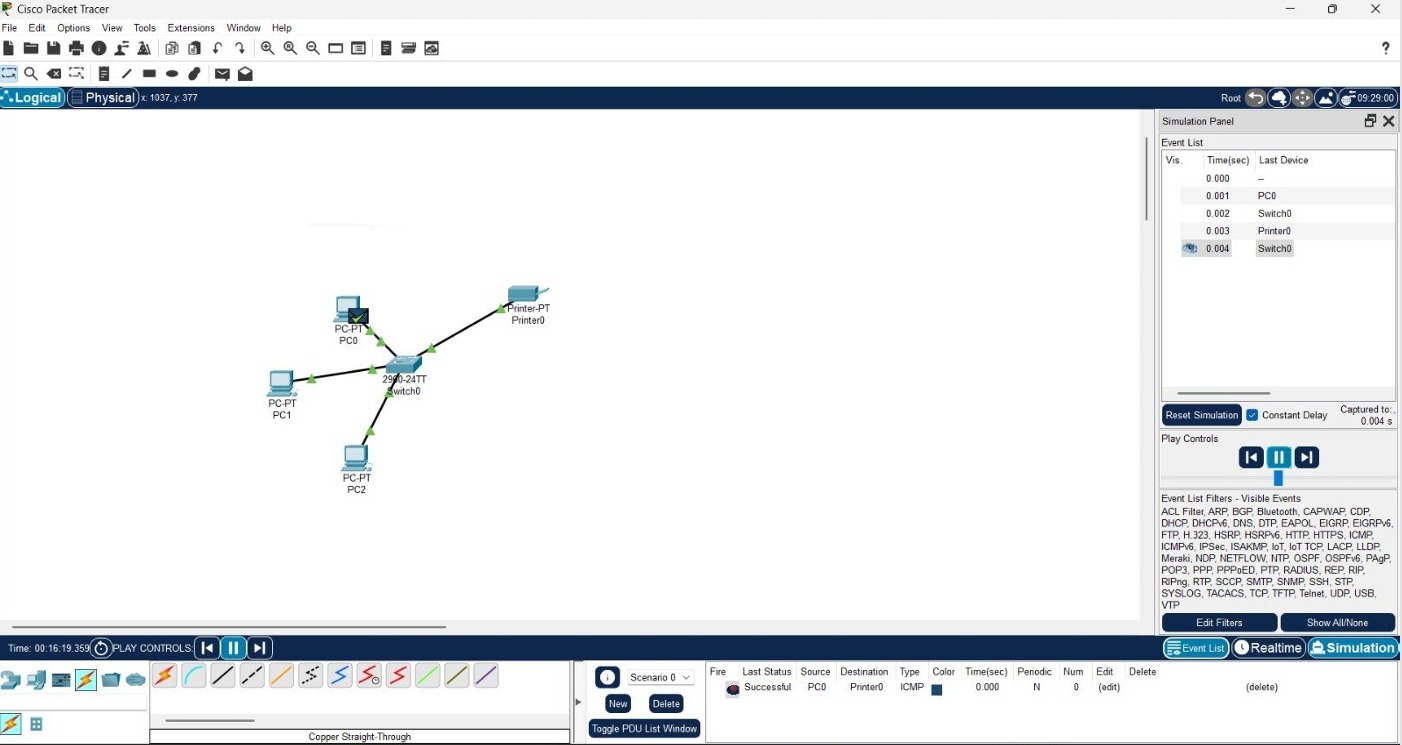 Cisco Packet Tracer
File Edit Options View Tools Extensions Window Help
?
Logical Physical x: 1037, y: 377
Root 09:29:00
Simulation Panel
Event List
Vis. Time(sec) Last Device
0.000 --
0.001 PC0
0.002 Switch0
0.003 Printer0
0.004 Switch0
Printer-PT
Printer0
PC-PT
PC0
2960-24TT
Switch0
PC-PT
PC1
PC-PT
PC2
Reset Simulation Constant Delay Captured to:
0.004 s
Play Controls
Event List Filters - Visible Events
ACL Filter, ARP, BGP, Bluetooth, CAPWAP, CDP,
DHCP, DHCPv6, DNS, DTP, EAPOL, EIGRP, EIGRPv6,
FTP, H.323, HSRP, HSRPv6, HTTP, HTTPS, ICMP,
ICMPv6, IPSec, ISAKMP, IoT, IoT TCP, LACP, LLDP,
Meraki, NDP, NETFLOW, NTP, OSPF, OSPFv6, PAgP,
POP3, PPP, PPPoED, PTP, RADIUS, REP, RIP,
RIPng, RTP, SCCP, SMTP, SNMP, SSH, STP,
SYSLOG, TACACS, TCP, TFTP, Telnet, UDP, USB,
VTP
Edit Filters Show All/None
Time: 00:16:19.359 PLAY CONTROLS:
Event List Realtime Simulation
Scenario 0
New Delete
Toggle PDU List Window
Fire Last Status Source Destination Type Color Time(sec) Periodic Num Edit Delete
Successful PC0 Printer0 ICMP 0.000 N 0 (edit) (delete)
Copper Straight-Through